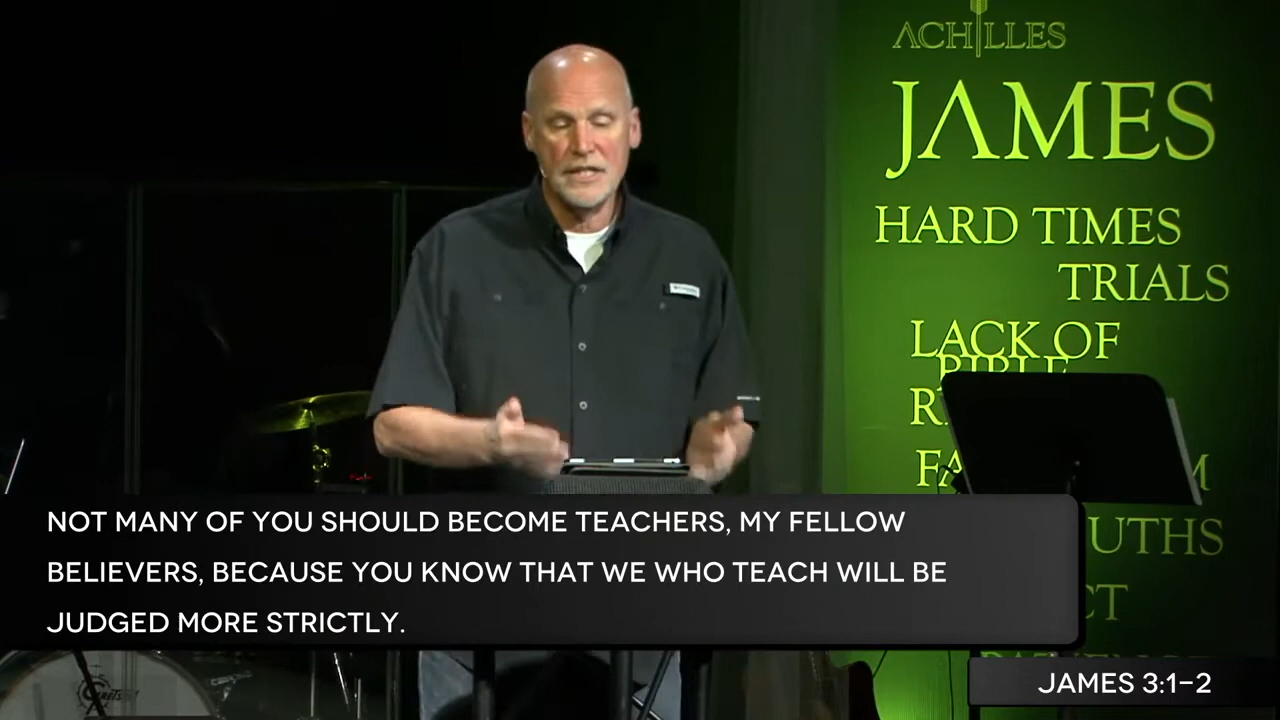 ACHILLES
JAMES
HARD TIMES
TRIALS
LACK OF
BIBLE
NOT MANY OF YOU SHOULD BECOME TEACHERS, MY FELLOW
BELIEVERS, BECAUSE YOU KNOW THAT WE WHO TEACH WILL BE
JUDGED MORE STRICTLY.
JAMES 3:1–2